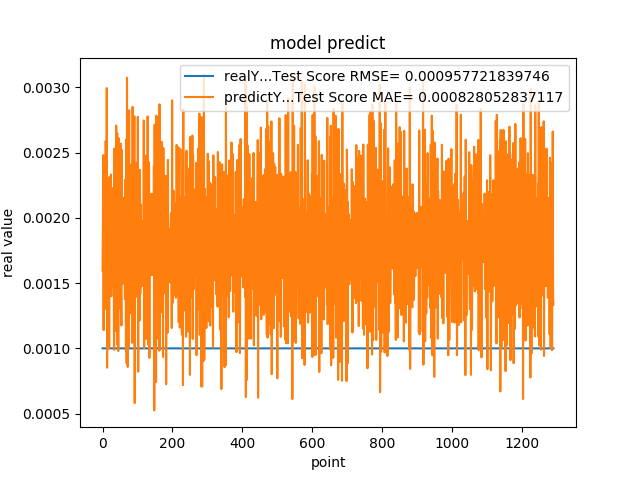 model predict
realY...Test Score RMSE= 0.000957721839746
predictY...Test Score MAE= 0.000828052837117
0.0030
0.0025
0.0020
0.0015
0.0010
0.0005
real value
0 200 400 600 800 1000 1200
point